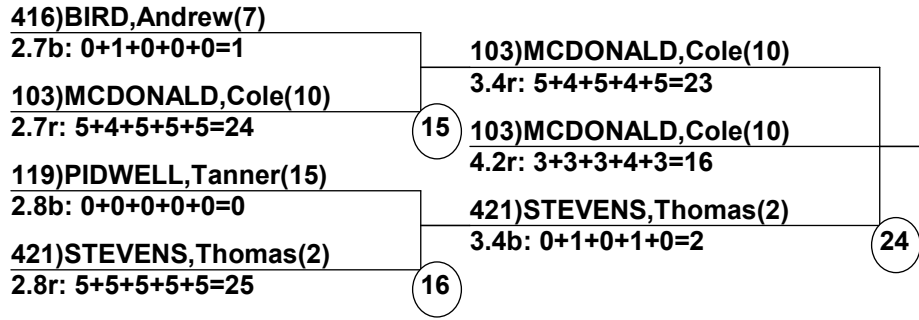 416)BIRD,Andrew(7)
2.7b: 0+1+0+0+0=1
103)MCDONALD,Cole(10)
2.7r: 5+4+5+5+5=24
15
119)PIDWELL,Tanner(15)
2.8b: 0+0+0+0+0=0
421)STEVENS,Thomas(2)
2.8r: 5+5+5+5+5=25
16
103)MCDONALD,Cole(10)
3.4r: 5+4+5+4+5=23
103)MCDONALD,Cole(10)
4.2r: 3+3+3+4+3=16
421)STEVENS,Thomas(2)
3.4b: 0+1+0+1+0=2
24